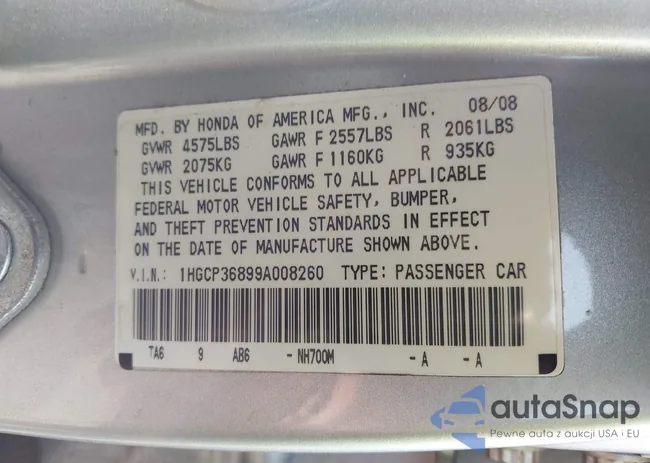 MFD. BY HONDA OF AMERICA MFG., INC. 08/08
GVWR 4575LBS GAWR F 2557LBS R 2061LBS
GVWR 2075KG GAWR F 1160KG R 935KG
THIS VEHICLE CONFORMS TO ALL APPLICABLE
FEDERAL MOTOR VEHICLE SAFETY, BUMPER,
AND THEFT PREVENTION STANDARDS IN EFFECT
ON THE DATE OF MANUFACTURE SHOWN ABOVE.
V.I.N.: 1HGCP36899A008260 TYPE: PASSENGER CAR
TA6 9 AB6 -NH700M -A -A
autaSnap
Pewne auta z aukcji USA i EU